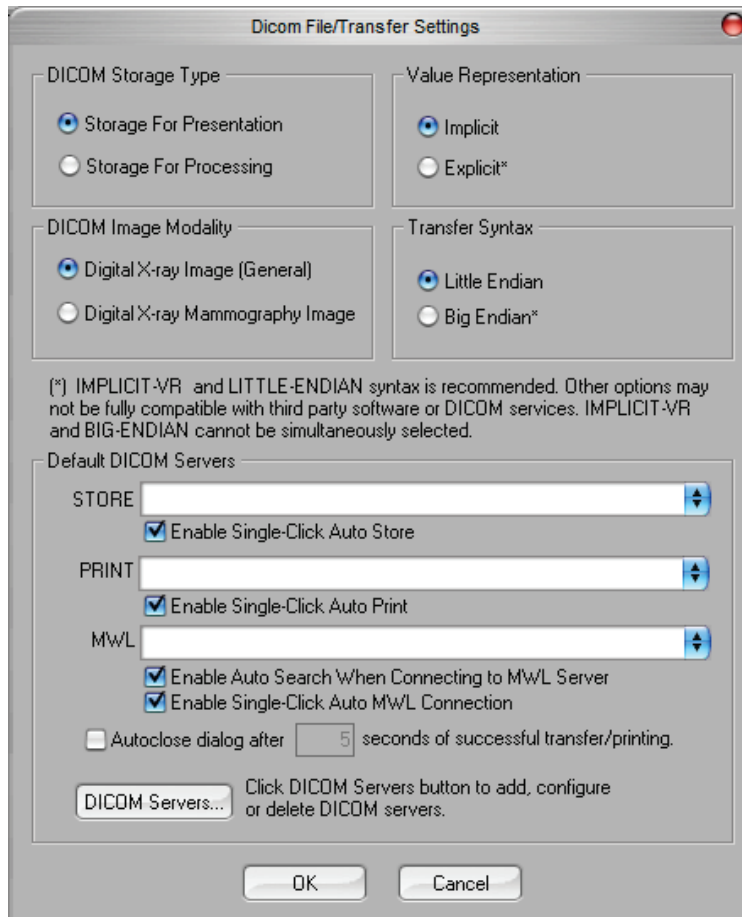 Dicom File/Transfer Settings
DICOM Storage Type
Storage For Presentation
Storage For Processing
Value Representation
Implicit
Explicit*
DICOM Image Modality
Digital X-ray Image (General)
Digital X-ray Mammography Image
Transfer Syntax
Little Endian
Big Endian*
(*) IMPLICIT-VR and LITTLE-ENDIAN syntax is recommended. Other options may
not be fully compatible with third party software or DICOM services. IMPLICIT-VR
and BIG-ENDIAN cannot be simultaneously selected.
Default DICOM Servers
STORE
Enable Single-Click Auto Store
PRINT
Enable Single-Click Auto Print
MWL
Enable Auto Search When Connecting to MWL Server
Enable Single-Click Auto MWL Connection
Autoclose dialog after 5 seconds of successful transfer/printing.
DICOM Servers...
Click DICOM Servers button to add, configure
or delete DICOM servers.
OK
Cancel